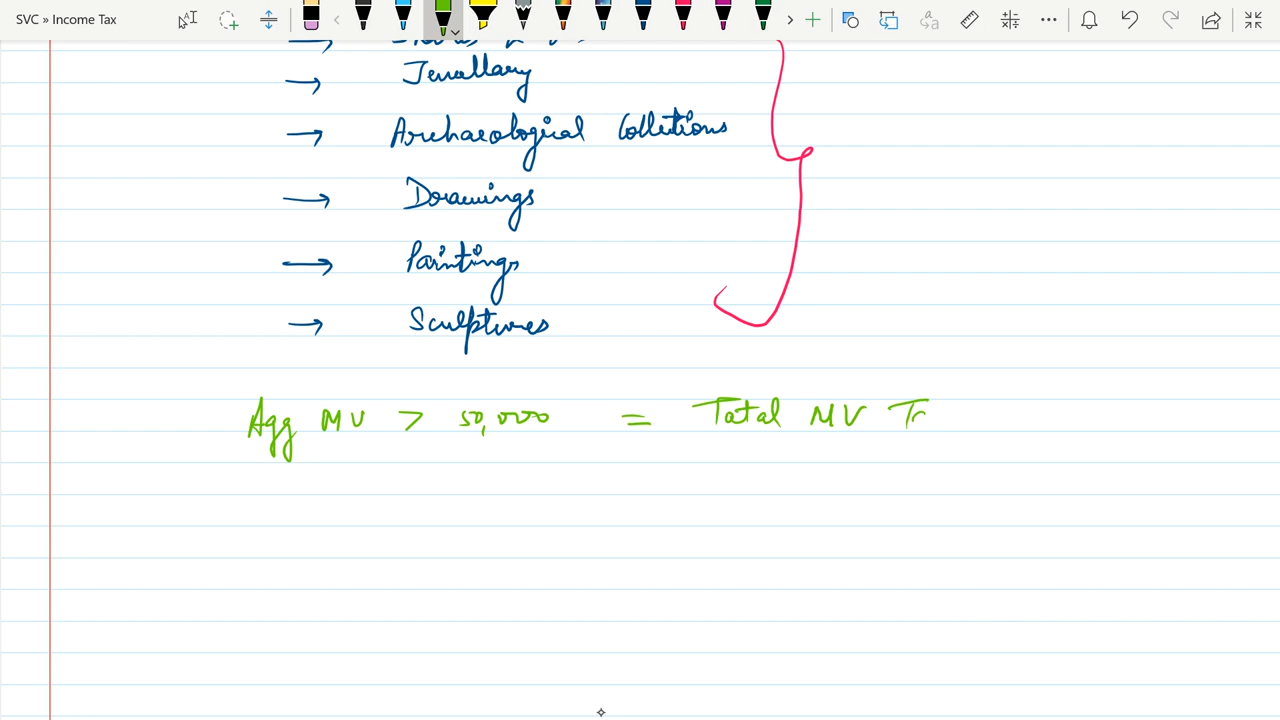 SVC » Income Tax
Jewellary
Archaeological Collections
Drawings
Paintings
Sculptures
Agg MV > 50,000 = Total MV